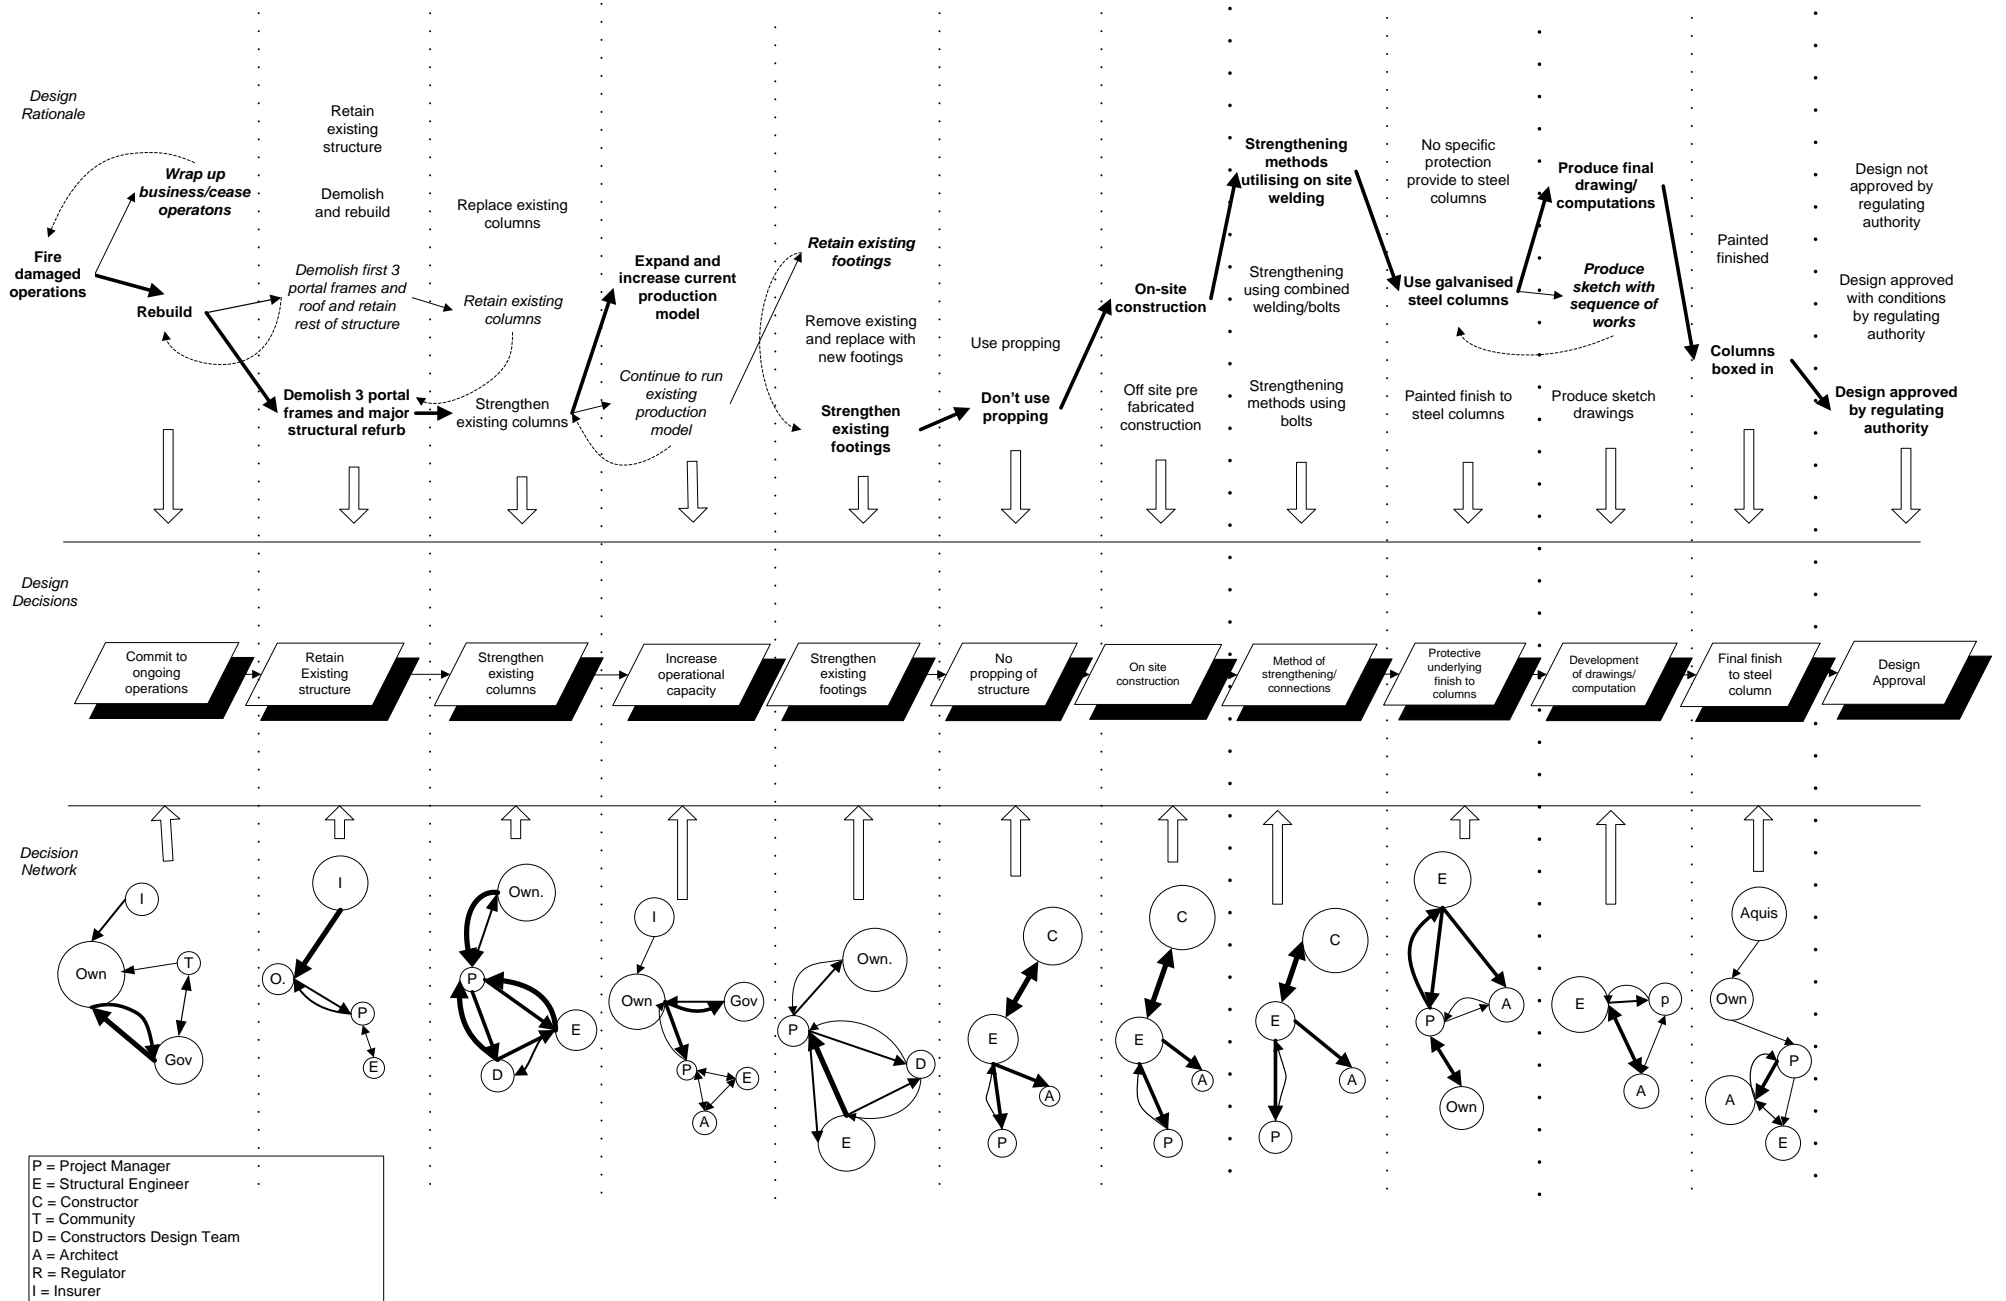 Design
Rationale
Fire
damaged
operations
Wrap up
business/cease
operatons
Rebuild
Retain
existing
structure
Demolish
and rebuild
Demolish first 3
portal frames and
roof and retain
rest of structure
Demolish 3 portal
frames and major
structural refurb
Replace existing
columns
Retain existing
columns
Strengthen
existing columns
Expand and
increase current
production
model
Continue to run
existing
production
model
Retain existing
footings
Remove existing
and replace with
new footings
Strengthen
existing
footings
Use propping
Don't use
propping
On-site
construction
Off site pre
fabricated
construction
Strengthening
methods
utilising on site
welding
Strengthening
using combined
welding/bolts
Strengthening
methods using
bolts
No specific
protection
provide to steel
columns
Use galvanised
steel columns
Painted finish to
steel columns
Produce final
drawing/
computations
Produce
sketch with
sequence of
works
Produce sketch
drawings
Painted
finished
Columns
boxed in
Design not
approved by
regulating
authority
Design approved
with conditions
by regulating
authority
Design approved
by regulating
authority
Design
Decisions
Commit to
ongoing
operations
Retain
Existing
structure
Strengthen
existing
columns
Increase
operational
capacity
Strengthen
existing
footings
No
propping of
structure
On site
construction
Method of
strengthening/
connections
Protective
underlying
finish to
columns
Development
of drawings/
computation
Final finish
to steel
column
Design
Approval
Decision
Network
I
Own
T
Gov
I
O.
P
E
Own.
P
E
D
I
Own
Gov
P
E
A
Own.
P
D
E
C
E
A
P
C
E
A
P
C
E
A
P
E
A
P
Own
E
p
A
Aquis
Own
P
A
E
P = Project Manager
E = Structural Engineer
C = Constructor
T = Community
D = Constructors Design Team
A = Architect
R = Regulator
I = Insurer